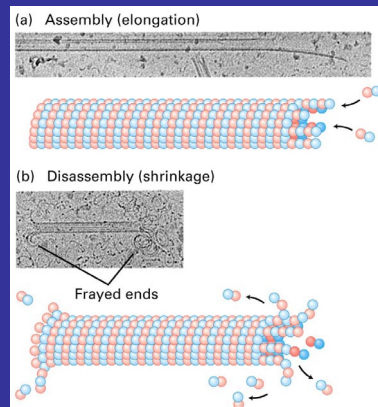 (a) Assembly (elongation)
(b) Disassembly (shrinkage)
Frayed ends